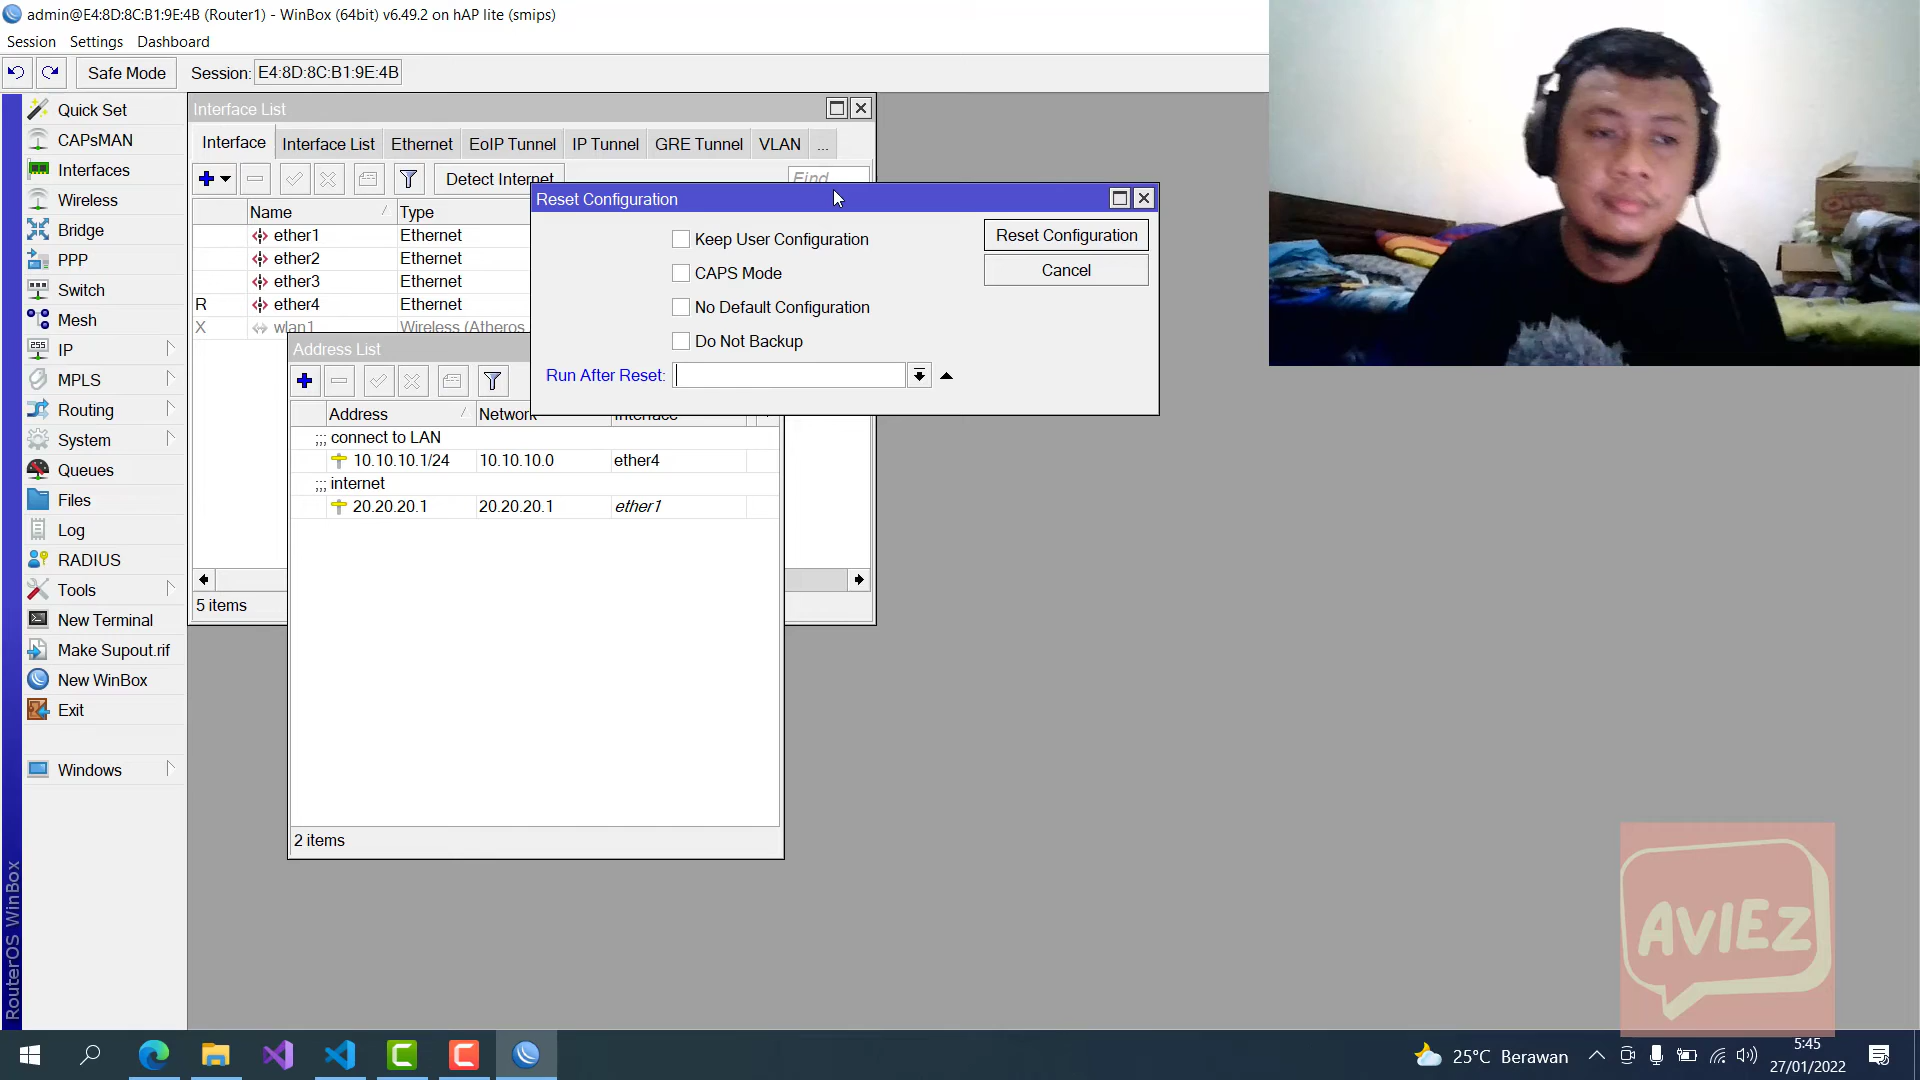 admin@E4:8D:8C:B1:9E:4B (Router1) - WinBox (64bit) v6.49.2 on hAP lite (smips)
Session Settings Dashboard
Safe Mode Session: E4:8D:8C:B1:9E:4B
Quick Set
CAPsMAN
Interfaces
Wireless
Bridge
PPP
Switch
Mesh
IP
MPLS
Routing
System
Queues
Files
Log
RADIUS
Tools
New Terminal
Make Supout.rif
New WinBox
Exit
Windows
RouterOS WinBox
Interface List
Interface Interface List Ethernet EoIP Tunnel IP Tunnel GRE Tunnel VLAN ...
Detect Internet Find
Name Type
ether1 Ethernet
ether2 Ethernet
ether3 Ethernet
R ether4 Ethernet
X wlan1 Wireless (Atheros
5 items
Reset Configuration
Keep User Configuration
CAPS Mode
No Default Configuration
Do Not Backup
Run After Reset:
Reset Configuration
Cancel
Address List
Address Network Interface
;;; connect to LAN
10.10.10.1/24 10.10.10.0 ether4
;;; internet
20.20.20.1 20.20.20.1 ether1
2 items
AVIEZ
25°C Berawan
5:45
27/01/2022